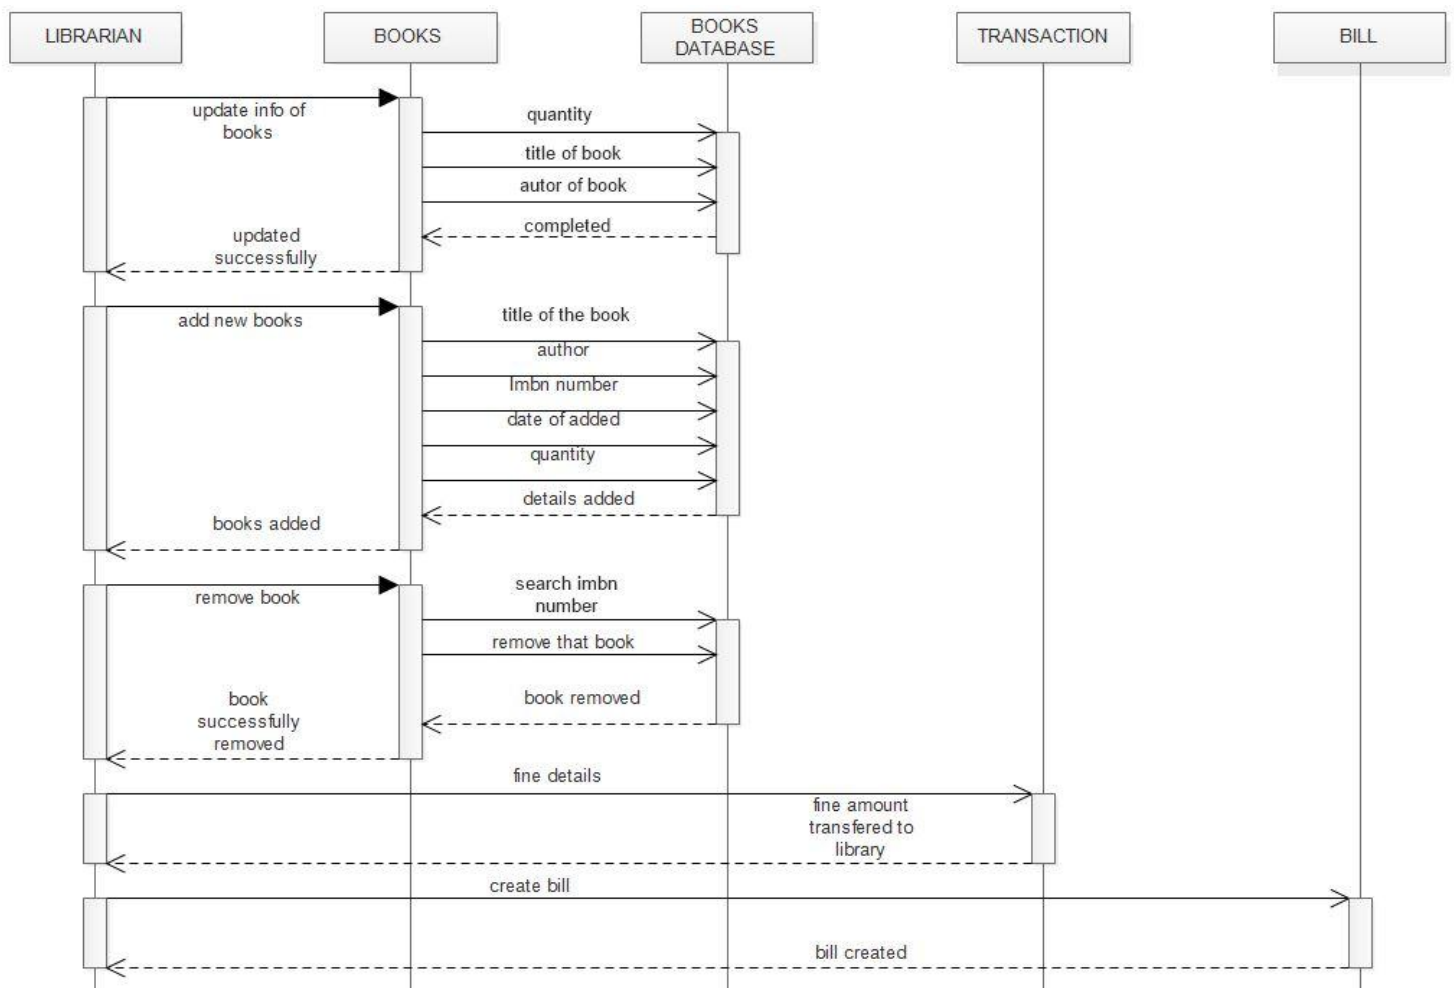 LIBRARIAN
BOOKS
BOOKS
DATABASE
TRANSACTION
BILL
update info of
books
quantity
title of book
autor of book
completed
updated
successfully
add new books
title of the book
author
Imbn number
date of added
quantity
details added
books added
remove book
search imbn
number
remove that book
book removed
book
successfully
removed
fine details
fine amount
transfered to
library
create bill
bill created